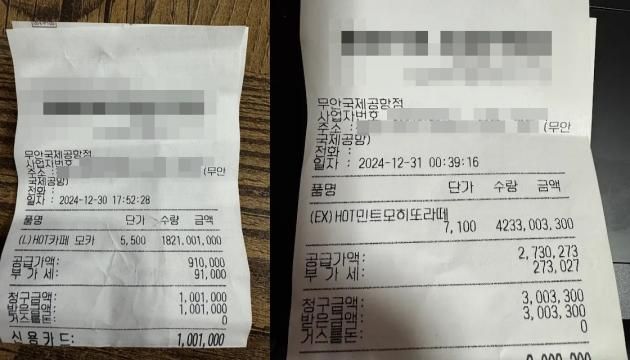 무안국제공항점
사업자번호
주소 : (무안
국제공항)
전화 :
일자 : 2024-12-30 17:52:28
품명 단가 수량 금액
(L)HOT카페 모카 5,500 1821,001,000
공급가액: 910,000
부 가 세: 91,000
청구금액: 1,001,000
받은금액: 1,001,000
거스름돈: 0
신용카드: 1,001,000
무안국제공항점
사업자번호
주소 : (무안
국제공항)
전화 :
일자 : 2024-12-31 00:39:16
품명 단가 수량 금액
(EX)HOT민트모히또라떼
7,100 4233,003,300
공급가액: 2,730,273
부 가 세: 273,027
청구금액: 3,003,300
받은금액: 3,003,300
거스름돈: 0